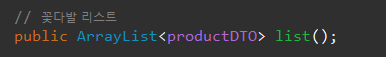 // 꽃다발 리스트
public ArrayList<productDTO> list();